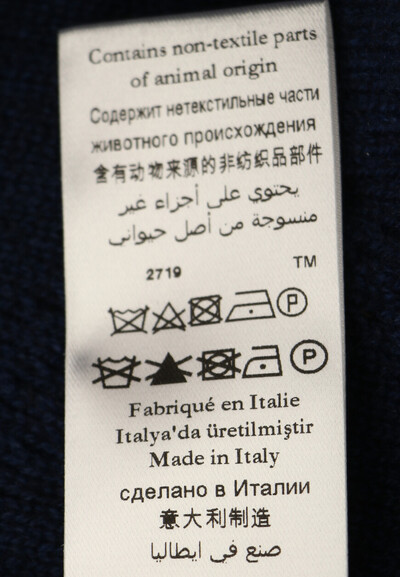 Contains non-textile parts
of animal origin
Содержит нетекстильные части
животного происхождения
含有动物来源的非纺织品部件
يحتوي على أجزاء غير
منسوجة من أصل حيواني
2719 TM
P
P
Fabriqué en Italie
Italya'da üretilmiştir
Made in Italy
сделано в Италии
意大利制造
صنع في ايطاليا